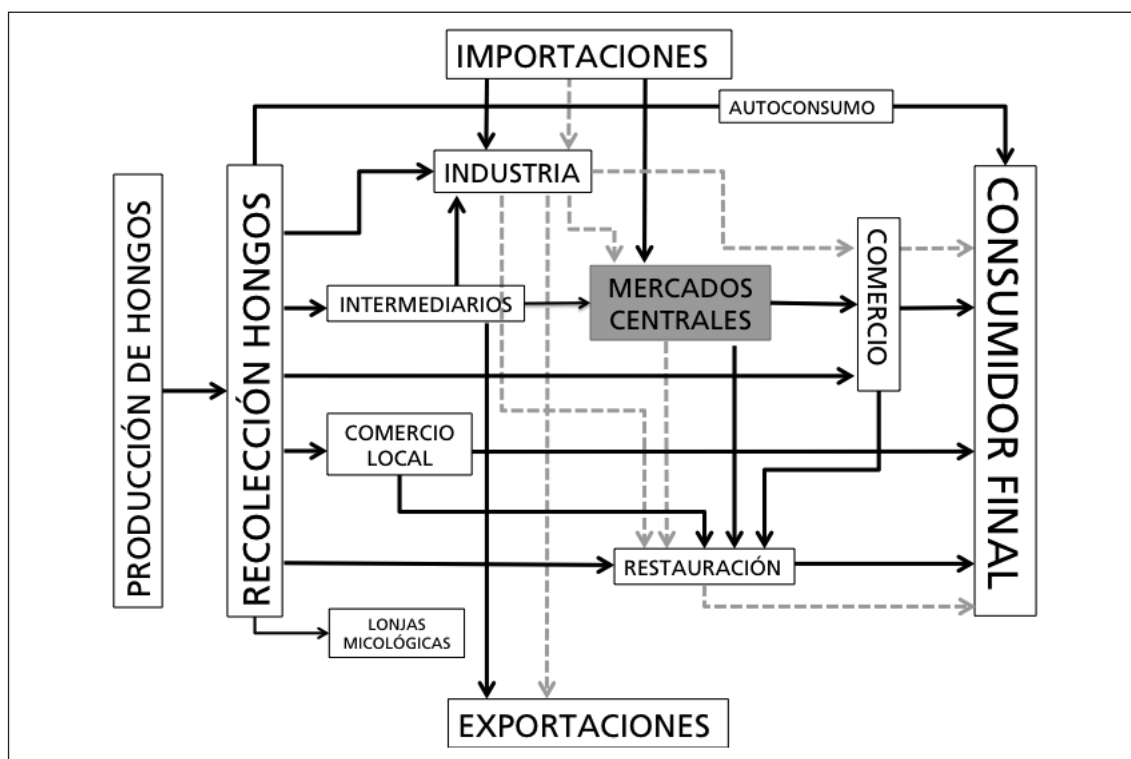 IMPORTACIONES
AUTOCONSUMO
INDUSTRIA
PRODUCCIÓN DE HONGOS
RECOLECCIÓN HONGOS
INTERMEDIARIOS
MERCADOS
CENTRALES
COMERCIO
CONSUMIDOR FINAL
COMERCIO
LOCAL
RESTAURACIÓN
LONJAS
MICOLÓGICAS
EXPORTACIONES